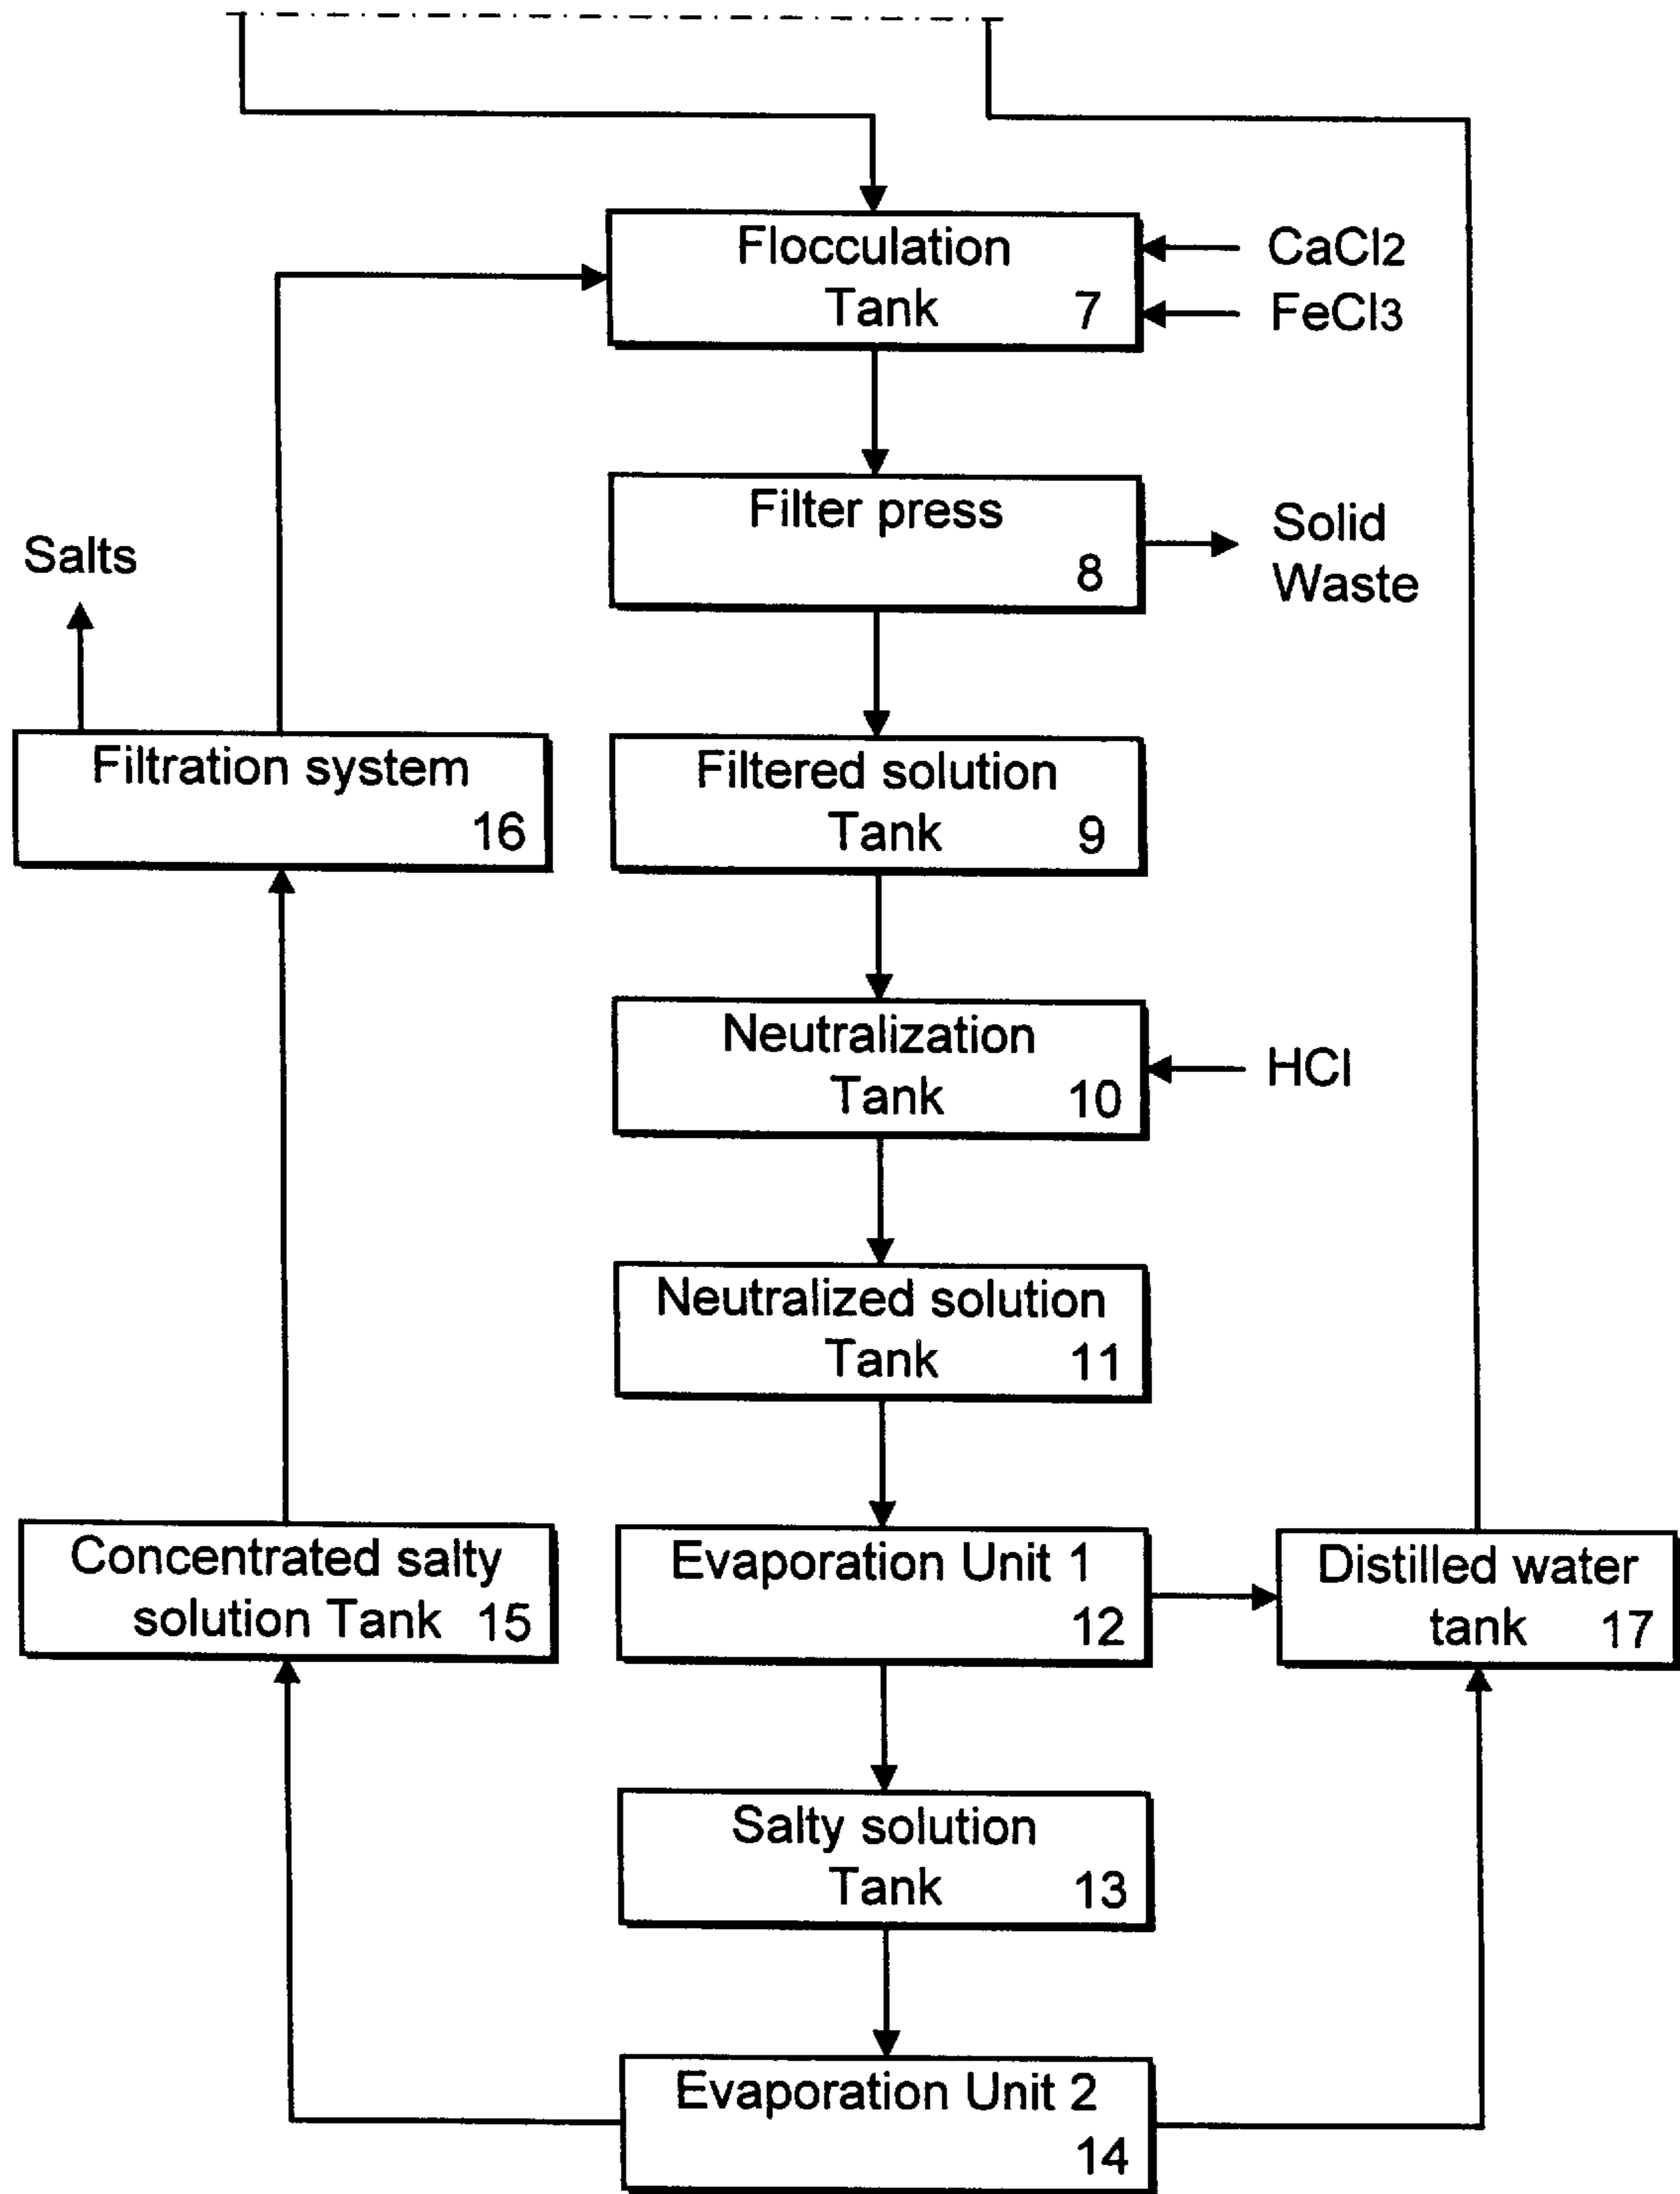 Flocculation
Tank 7
CaCl2
FeCl3
Filter press
8
Solid
Waste
Salts
Filtration system
16
Filtered solution
Tank 9
Neutralization
Tank 10
HCl
Neutralized solution
Tank 11
Concentrated salty
solution Tank 15
Evaporation Unit 1
12
Distilled water
tank 17
Salty solution
Tank 13
Evaporation Unit 2
14